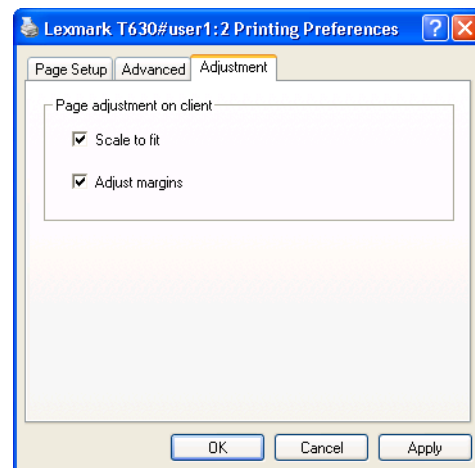 Lexmark T630#user1:2 Printing Preferences
Page Setup Advanced Adjustment
Page adjustment on client
Scale to fit
Adjust margins
OK Cancel Apply